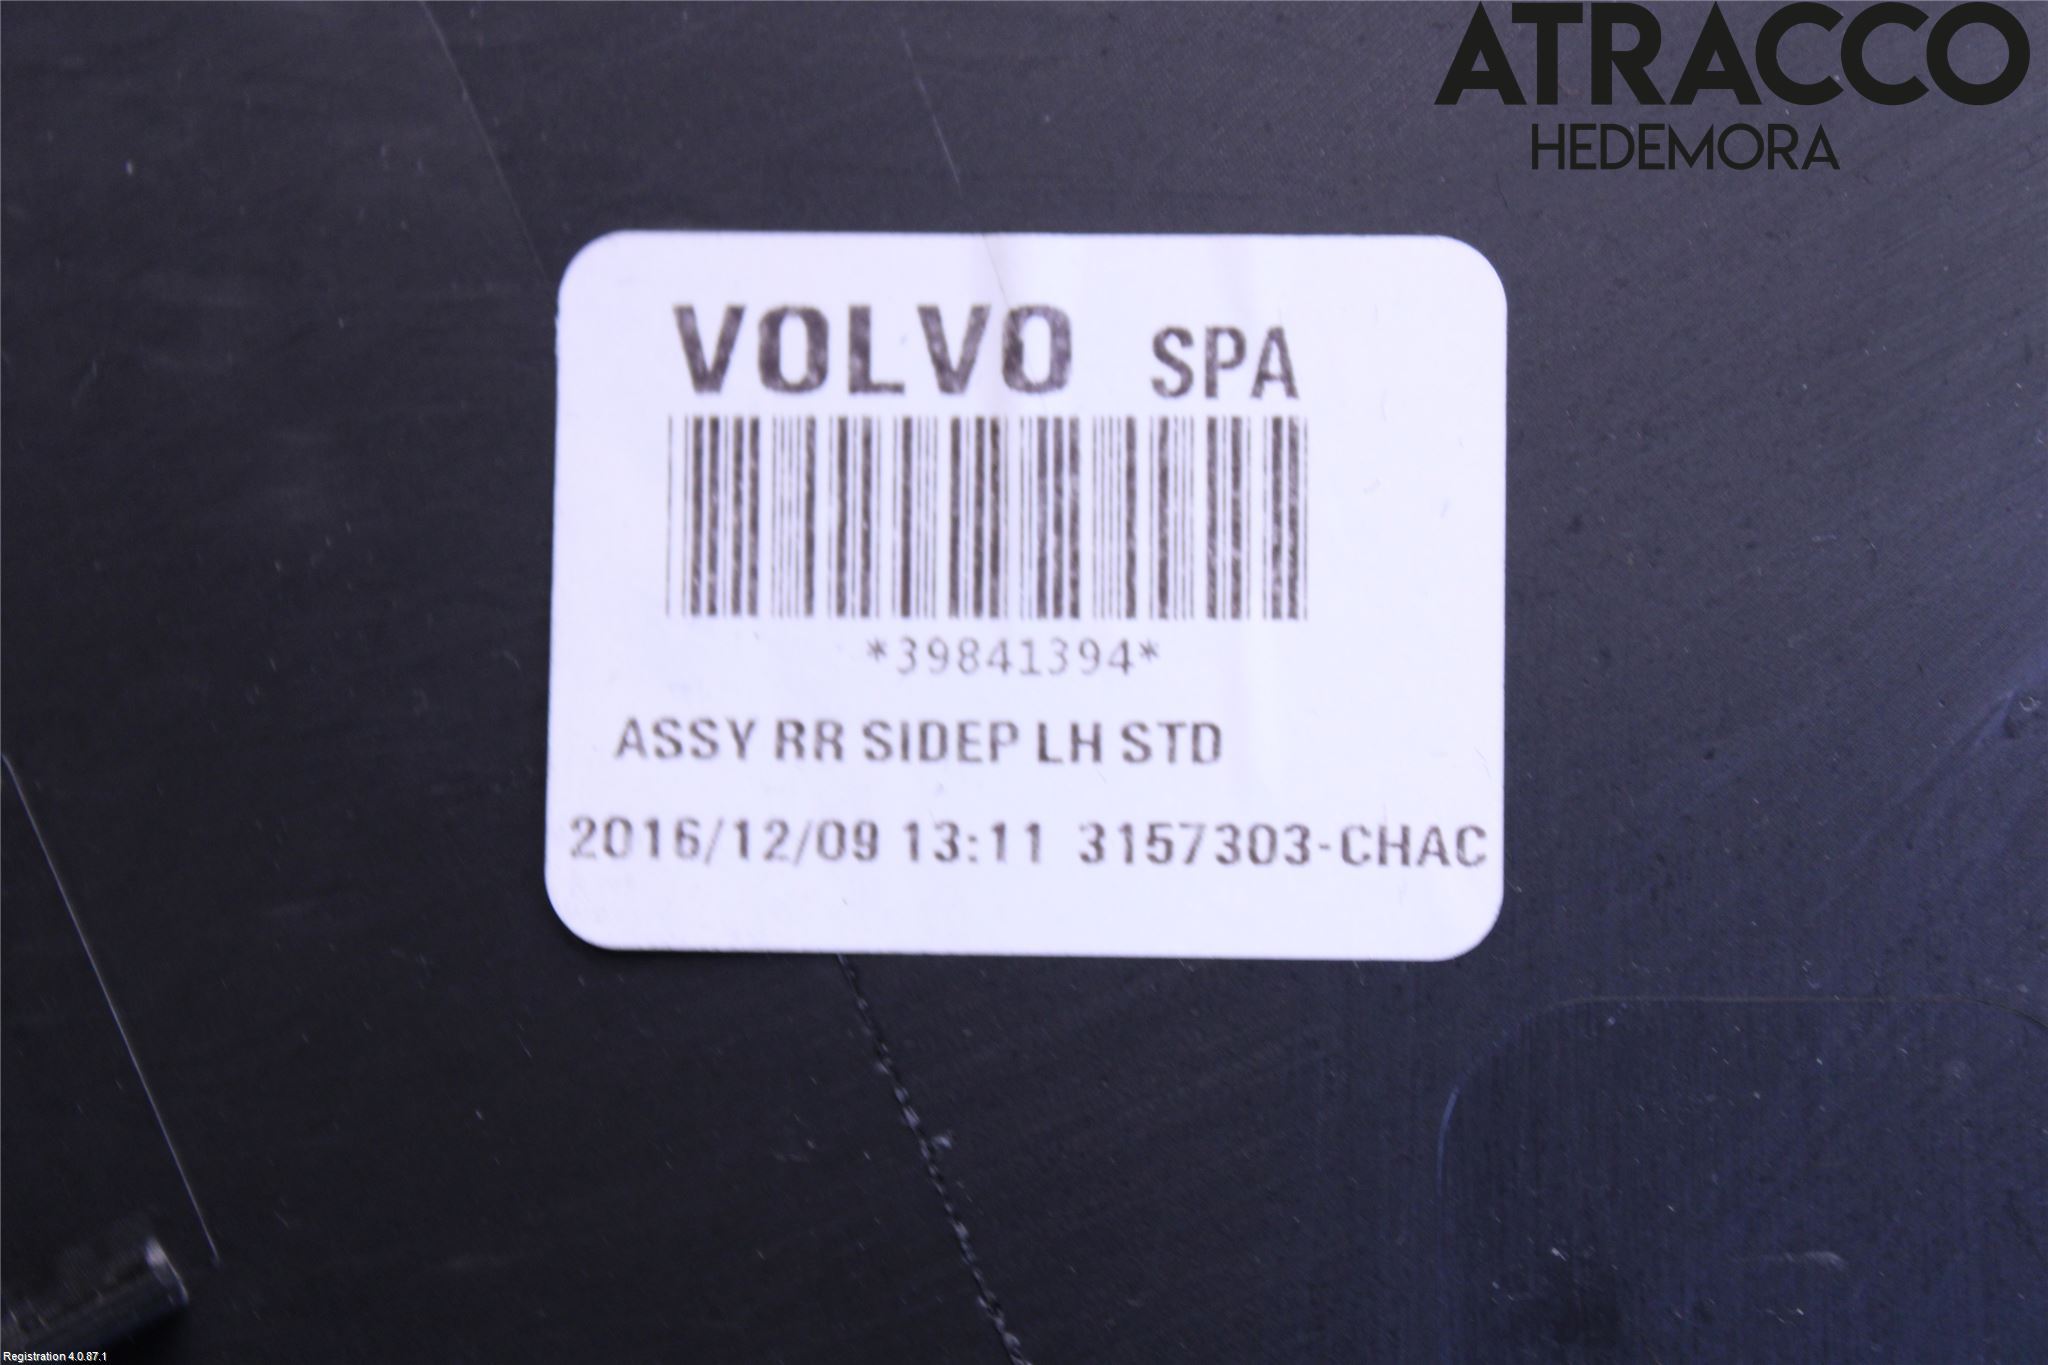 ATRACCO
HEDEMORA
VOLVO SPA
*39841394*
ASSY RR SIDEP LH STD
2016/12/09 13:11 3157303-CHAC
Registration 4.0.87.1